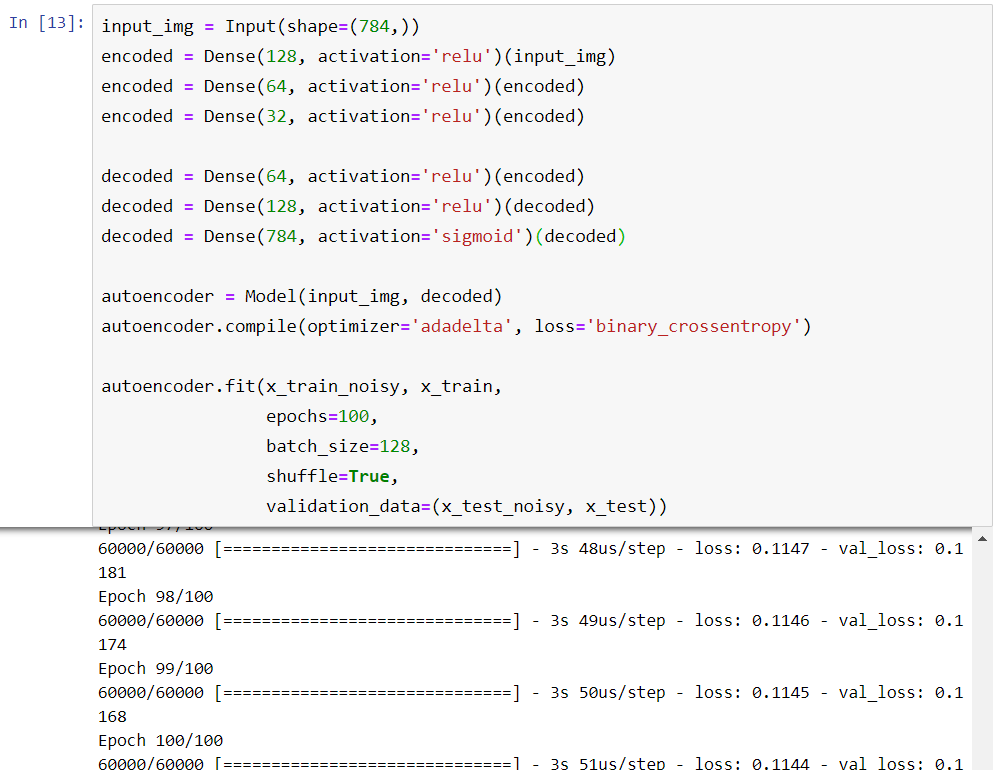 In [13]:
input_img = Input(shape=(784,))
encoded = Dense(128, activation='relu')(input_img)
encoded = Dense(64, activation='relu')(encoded)
encoded = Dense(32, activation='relu')(encoded)
decoded = Dense(64, activation='relu')(encoded)
decoded = Dense(128, activation='relu')(decoded)
decoded = Dense(784, activation='sigmoid')(decoded)
autoencoder = Model(input_img, decoded)
autoencoder.compile(optimizer='adadelta', loss='binary_crossentropy')
autoencoder.fit(x_train_noisy, x_train,
epochs=100,
batch_size=128,
shuffle=True,
validation_data=(x_test_noisy, x_test))
Epoch 97/100
60000/60000 [==============================] - 3s 48us/step - loss: 0.1147 - val_loss: 0.1
181
Epoch 98/100
60000/60000 [==============================] - 3s 49us/step - loss: 0.1146 - val_loss: 0.1
174
Epoch 99/100
60000/60000 [==============================] - 3s 50us/step - loss: 0.1145 - val_loss: 0.1
168
Epoch 100/100
60000/60000 [==============================] - 3s 51us/step - loss: 0.1144 - val_loss: 0.1